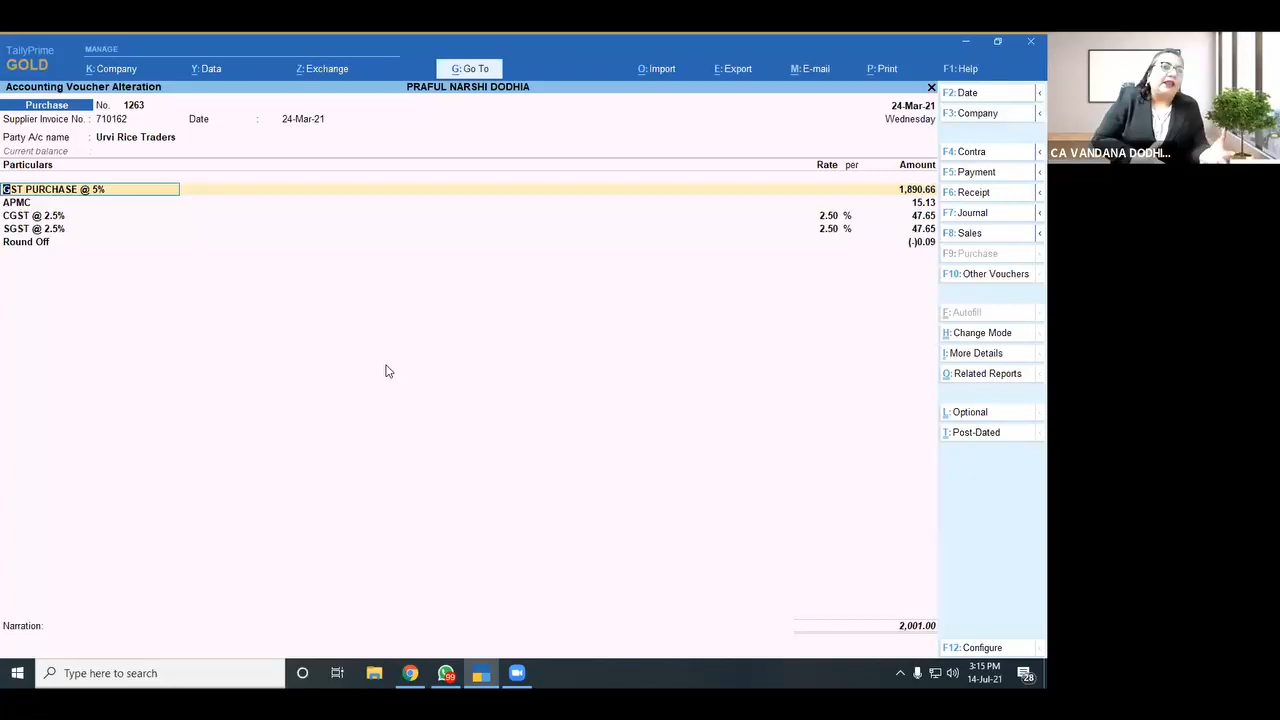 TallyPrime
GOLD
MANAGE
K: Company Y: Data Z: Exchange G: Go To O: Import E: Export M: E-mail P: Print F1: Help
Accounting Voucher Alteration PRAFUL NARSHI DODHIA
Purchase No. 1263 24-Mar-21
Supplier Invoice No. : 710162 Date : 24-Mar-21 Wednesday
Party A/c name : Urvi Rice Traders
Current balance :
Particulars Rate per Amount
GST PURCHASE @ 5% 1,890.66
APMC 15.13
CGST @ 2.5% 2.50 % 47.65
SGST @ 2.5% 2.50 % 47.65
Round Off (-)0.09
Narration: 2,001.00
F2: Date
F3: Company
F4: Contra
F5: Payment
F6: Receipt
F7: Journal
F8: Sales
F9: Purchase
F10: Other Vouchers
F: Autofill
H: Change Mode
I: More Details
O: Related Reports
L: Optional
T: Post-Dated
F12: Configure
CA VANDANA DODHI...
Type here to search
99
3:15 PM
14-Jul-21
28